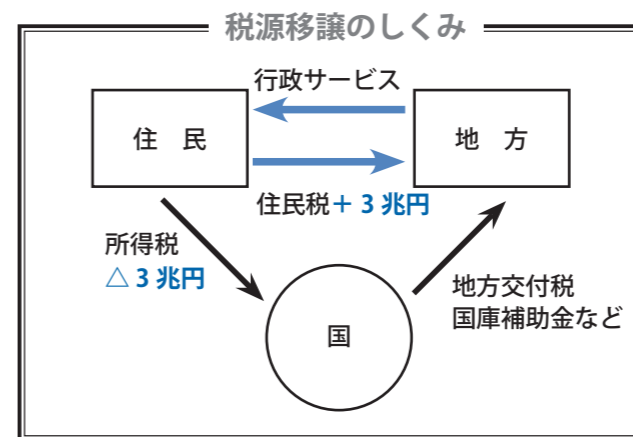 税源移譲のしくみ
行政サービス
住 民
地 方
住民税＋3兆円
所得税
△3兆円
地方交付税
国庫補助金など
国